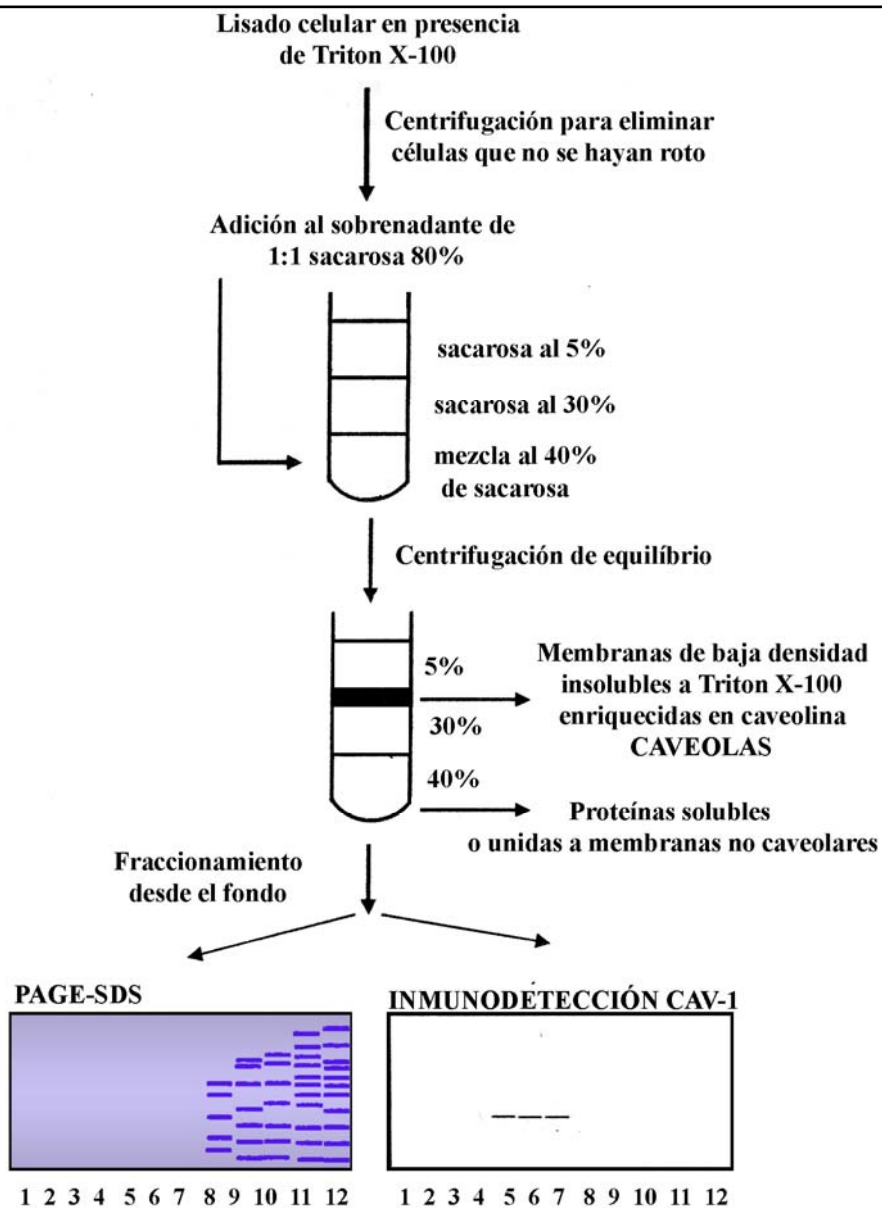 Lisado celular en presencia
de Triton X-100
Centrifugación para eliminar
células que no se hayan roto
Adición al sobrenadante de
1:1 sacarosa 80%
sacarosa al 5%
sacarosa al 30%
mezcla al 40%
de sacarosa
Centrifugación de equilíbrio
5%
30%
40%
Membranas de baja densidad
insolubles a Triton X-100
enriquecidas en caveolina
CAVEOLAS
Proteínas solubles
o unidas a membranas no caveolares
Fraccionamiento
desde el fondo
PAGE-SDS
1 2 3 4 5 6 7 8 9 10 11 12
INMUNODETECCIÓN CAV-1
1 2 3 4 5 6 7 8 9 10 11 12